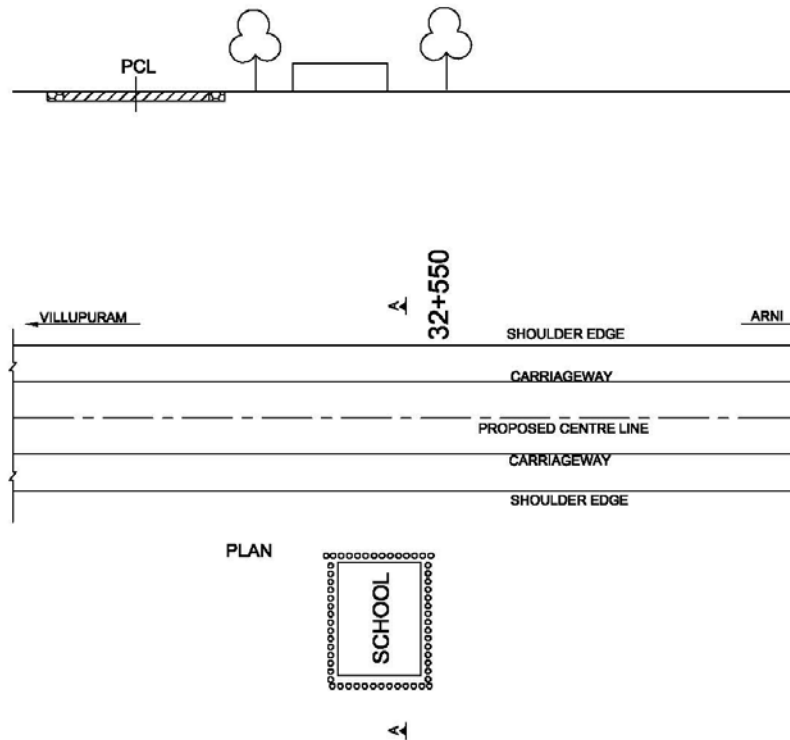 PCL
A
32+550
VILLUPURAM
ARNI
SHOULDER EDGE
CARRIAGEWAY
PROPOSED CENTRE LINE
CARRIAGEWAY
SHOULDER EDGE
PLAN
SCHOOL
A